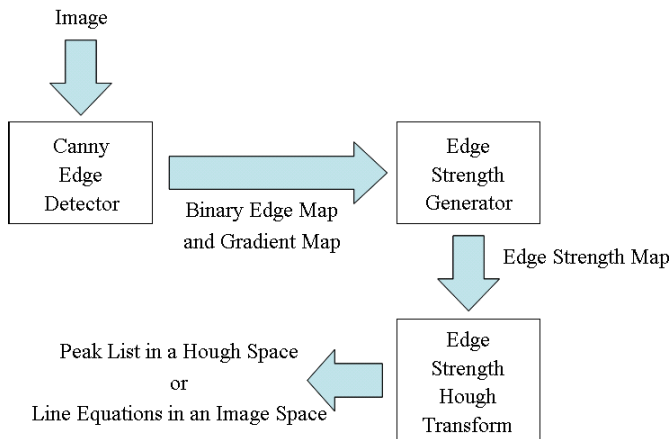 Image
Canny
Edge
Detector
Binary Edge Map
and Gradient Map
Edge
Strength
Generator
Edge Strength Map
Edge
Strength
Hough
Transform
Peak List in a Hough Space
or
Line Equations in an Image Space